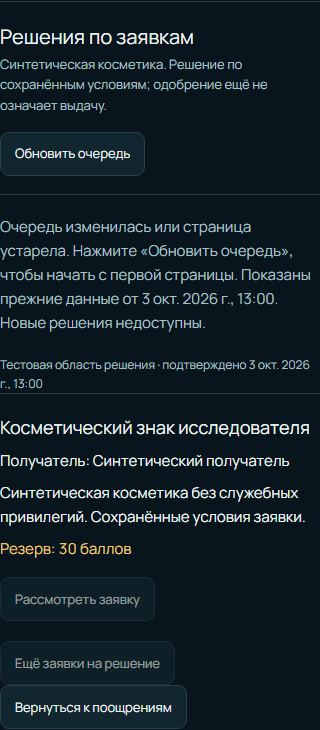 Решения по заявкам
Синтетическая косметика. Решение по
сохранённым условиям; одобрение ещё не
означает выдачу.
Обновить очередь
Очередь изменилась или страница
устарела. Нажмите «Обновить очередь»,
чтобы начать с первой страницы. Показаны
прежние данные от 3 окт. 2026 г., 13:00.
Новые решения недоступны.
Тестовая область решения · подтверждено 3 окт. 2026
г., 13:00
Косметический знак исследователя
Получатель: Синтетический получатель
Синтетическая косметика без служебных
привилегий. Сохранённые условия заявки.
Резерв: 30 баллов
Рассмотреть заявку
Ещё заявки на решение
Вернуться к поощрениям